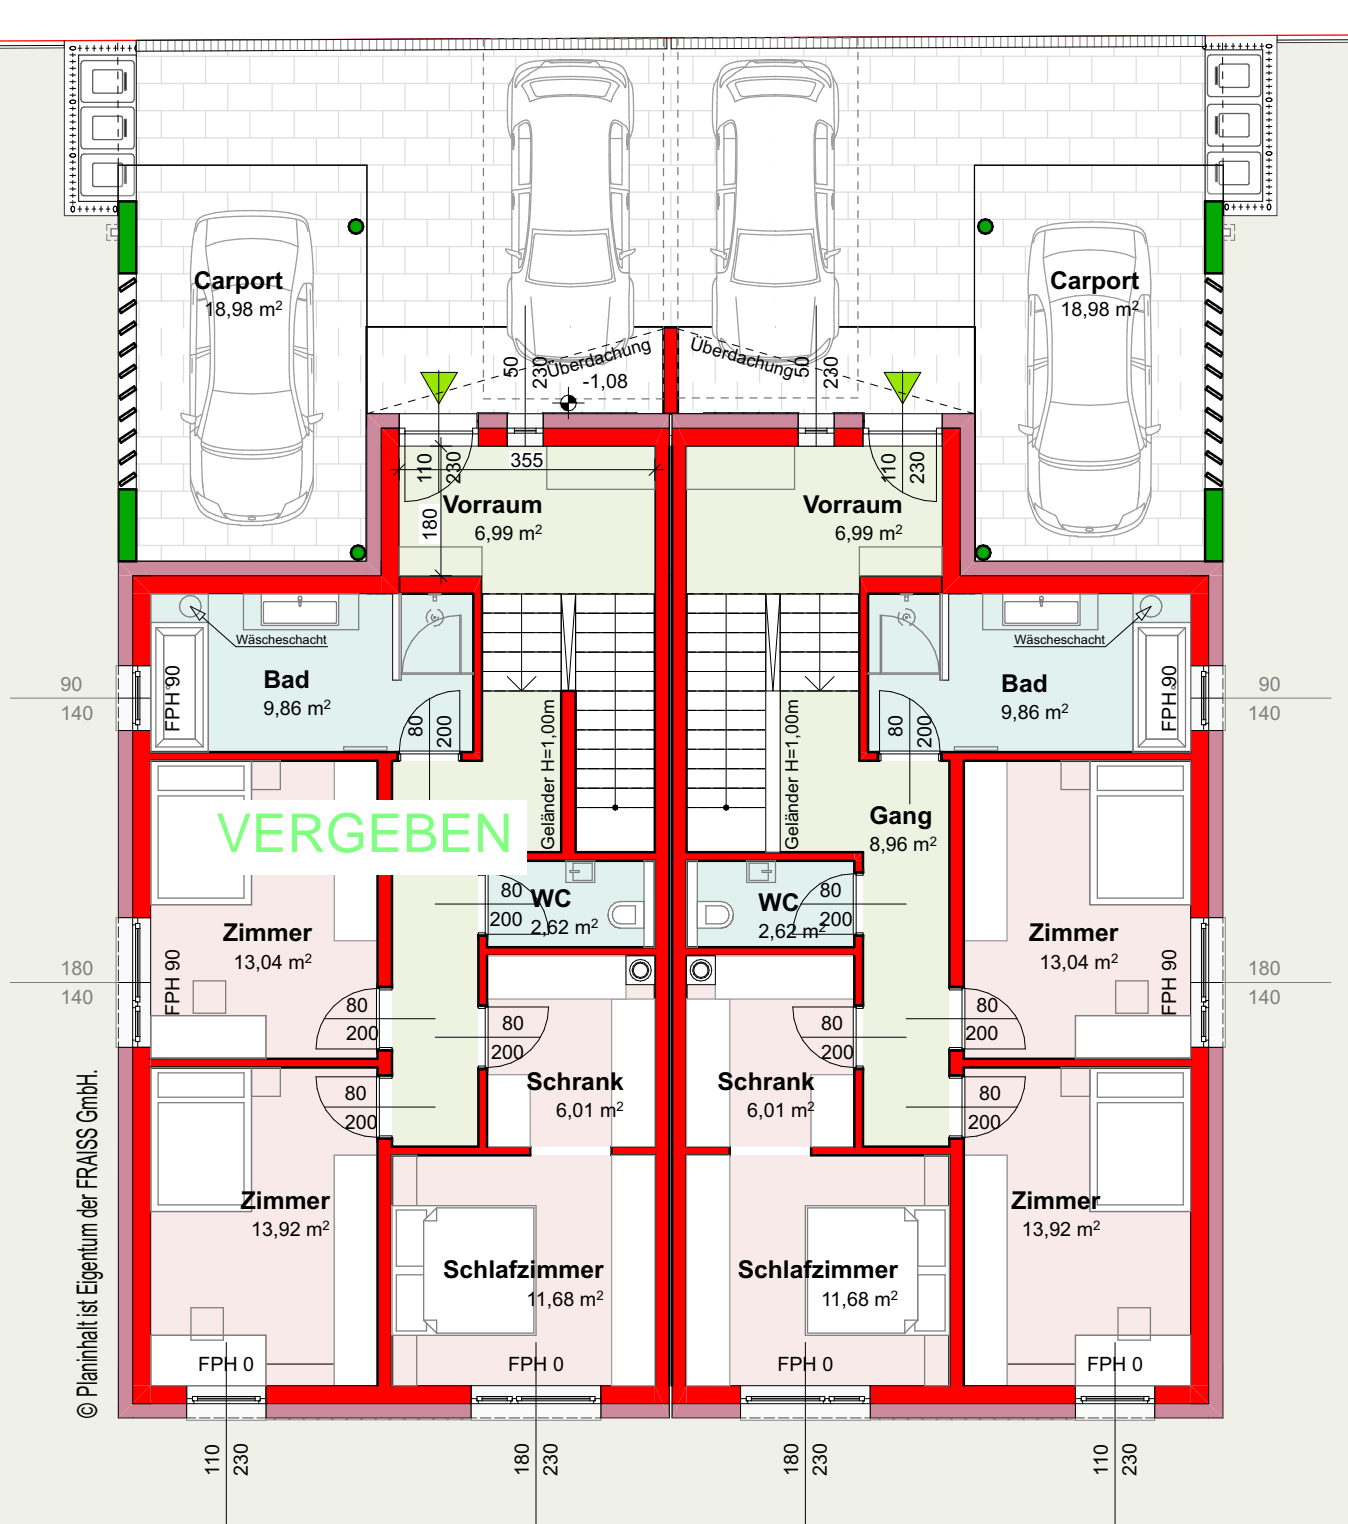 Carport
18,98 m²
Carport
18,98 m²
Überdachung
-1,08
Überdachung
50
230
50
230
110
230
355
180
110
230
Vorraum
6,99 m²
Vorraum
6,99 m²
Wäscheschacht
Wäscheschacht
Bad
9,86 m²
Bad
9,86 m²
FPH 90
FPH 90
90
140
90
140
80
200
80
200
Geländer H=1,00m
Geländer H=1,00m
VERGEBEN
Gang
8,96 m²
WC
2,62 m²
80
200
WC
2,62 m²
80
200
Zimmer
13,04 m²
Zimmer
13,04 m²
FPH 90
FPH 90
180
140
180
140
80
200
80
200
80
200
80
200
Schrank
6,01 m²
Schrank
6,01 m²
80
200
80
200
Zimmer
13,92 m²
Zimmer
13,92 m²
Schlafzimmer
11,68 m²
Schlafzimmer
11,68 m²
FPH 0
FPH 0
FPH 0
FPH 0
110
230
180
230
180
230
110
230
© Planinhalt ist Eigentum der FRAISS GmbH.